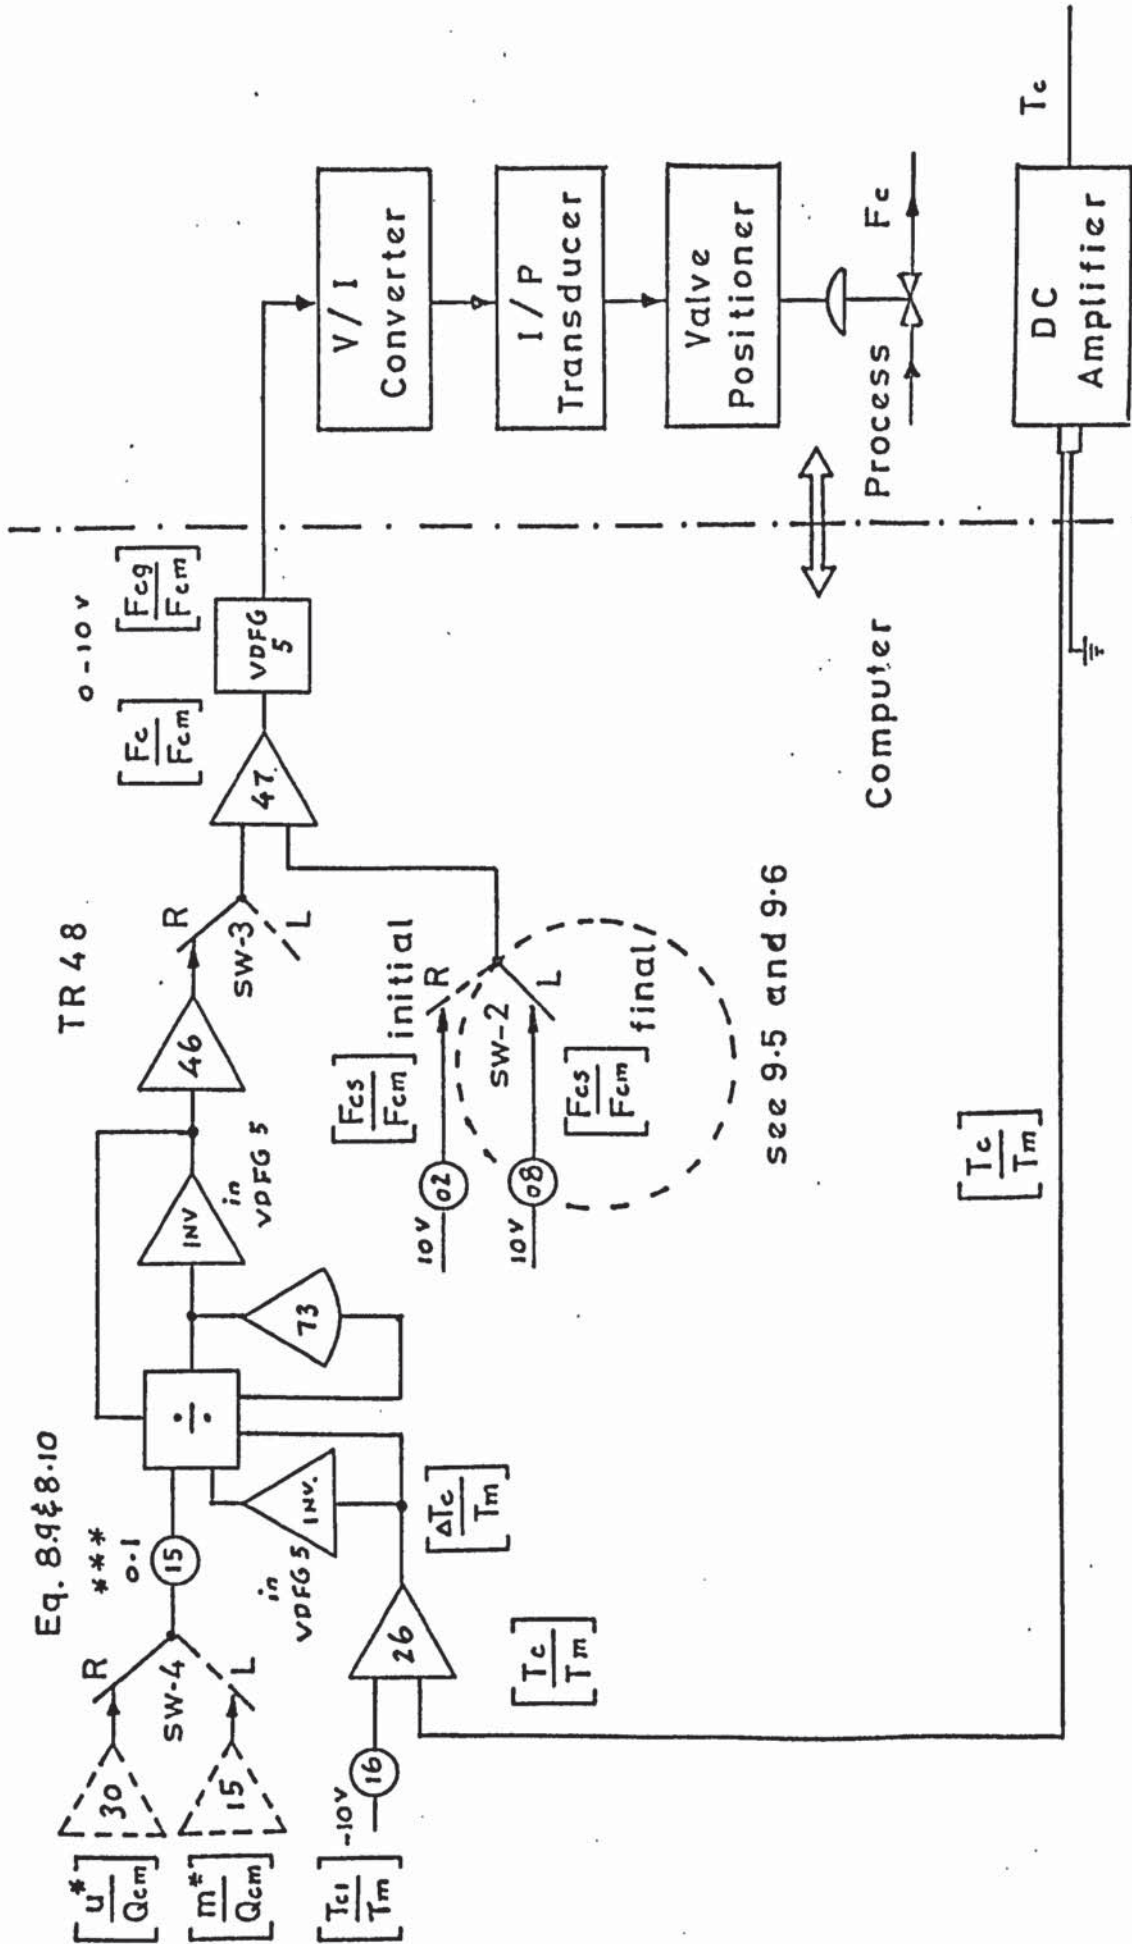 Eq. 8.9 & 8.10
***
0.1
TR 48
0-10 V
[u*/Qcm]
30
R
SW-4
L
[m*/Qcm]
15
15
÷
INV
in
VDFG 5
46
R
SW-3
L
47
[Fc/Fcm]
VDFG
5
[Fcg/Fcm]
73
INV.
in
VDFG 5
[Tc1/Tm]
-10V
16
26
[ΔTc/Tm]
[Tc/Tm]
10V
02
[Fcs/Fcm] initial
R
SW-2
L
10V
08
[Fcs/Fcm] final
see 9.5 and 9.6
[Tc/Tm]
Computer
Process
V/I
Converter
I/P
Transducer
Valve
Positioner
Fc
DC
Amplifier
Tc